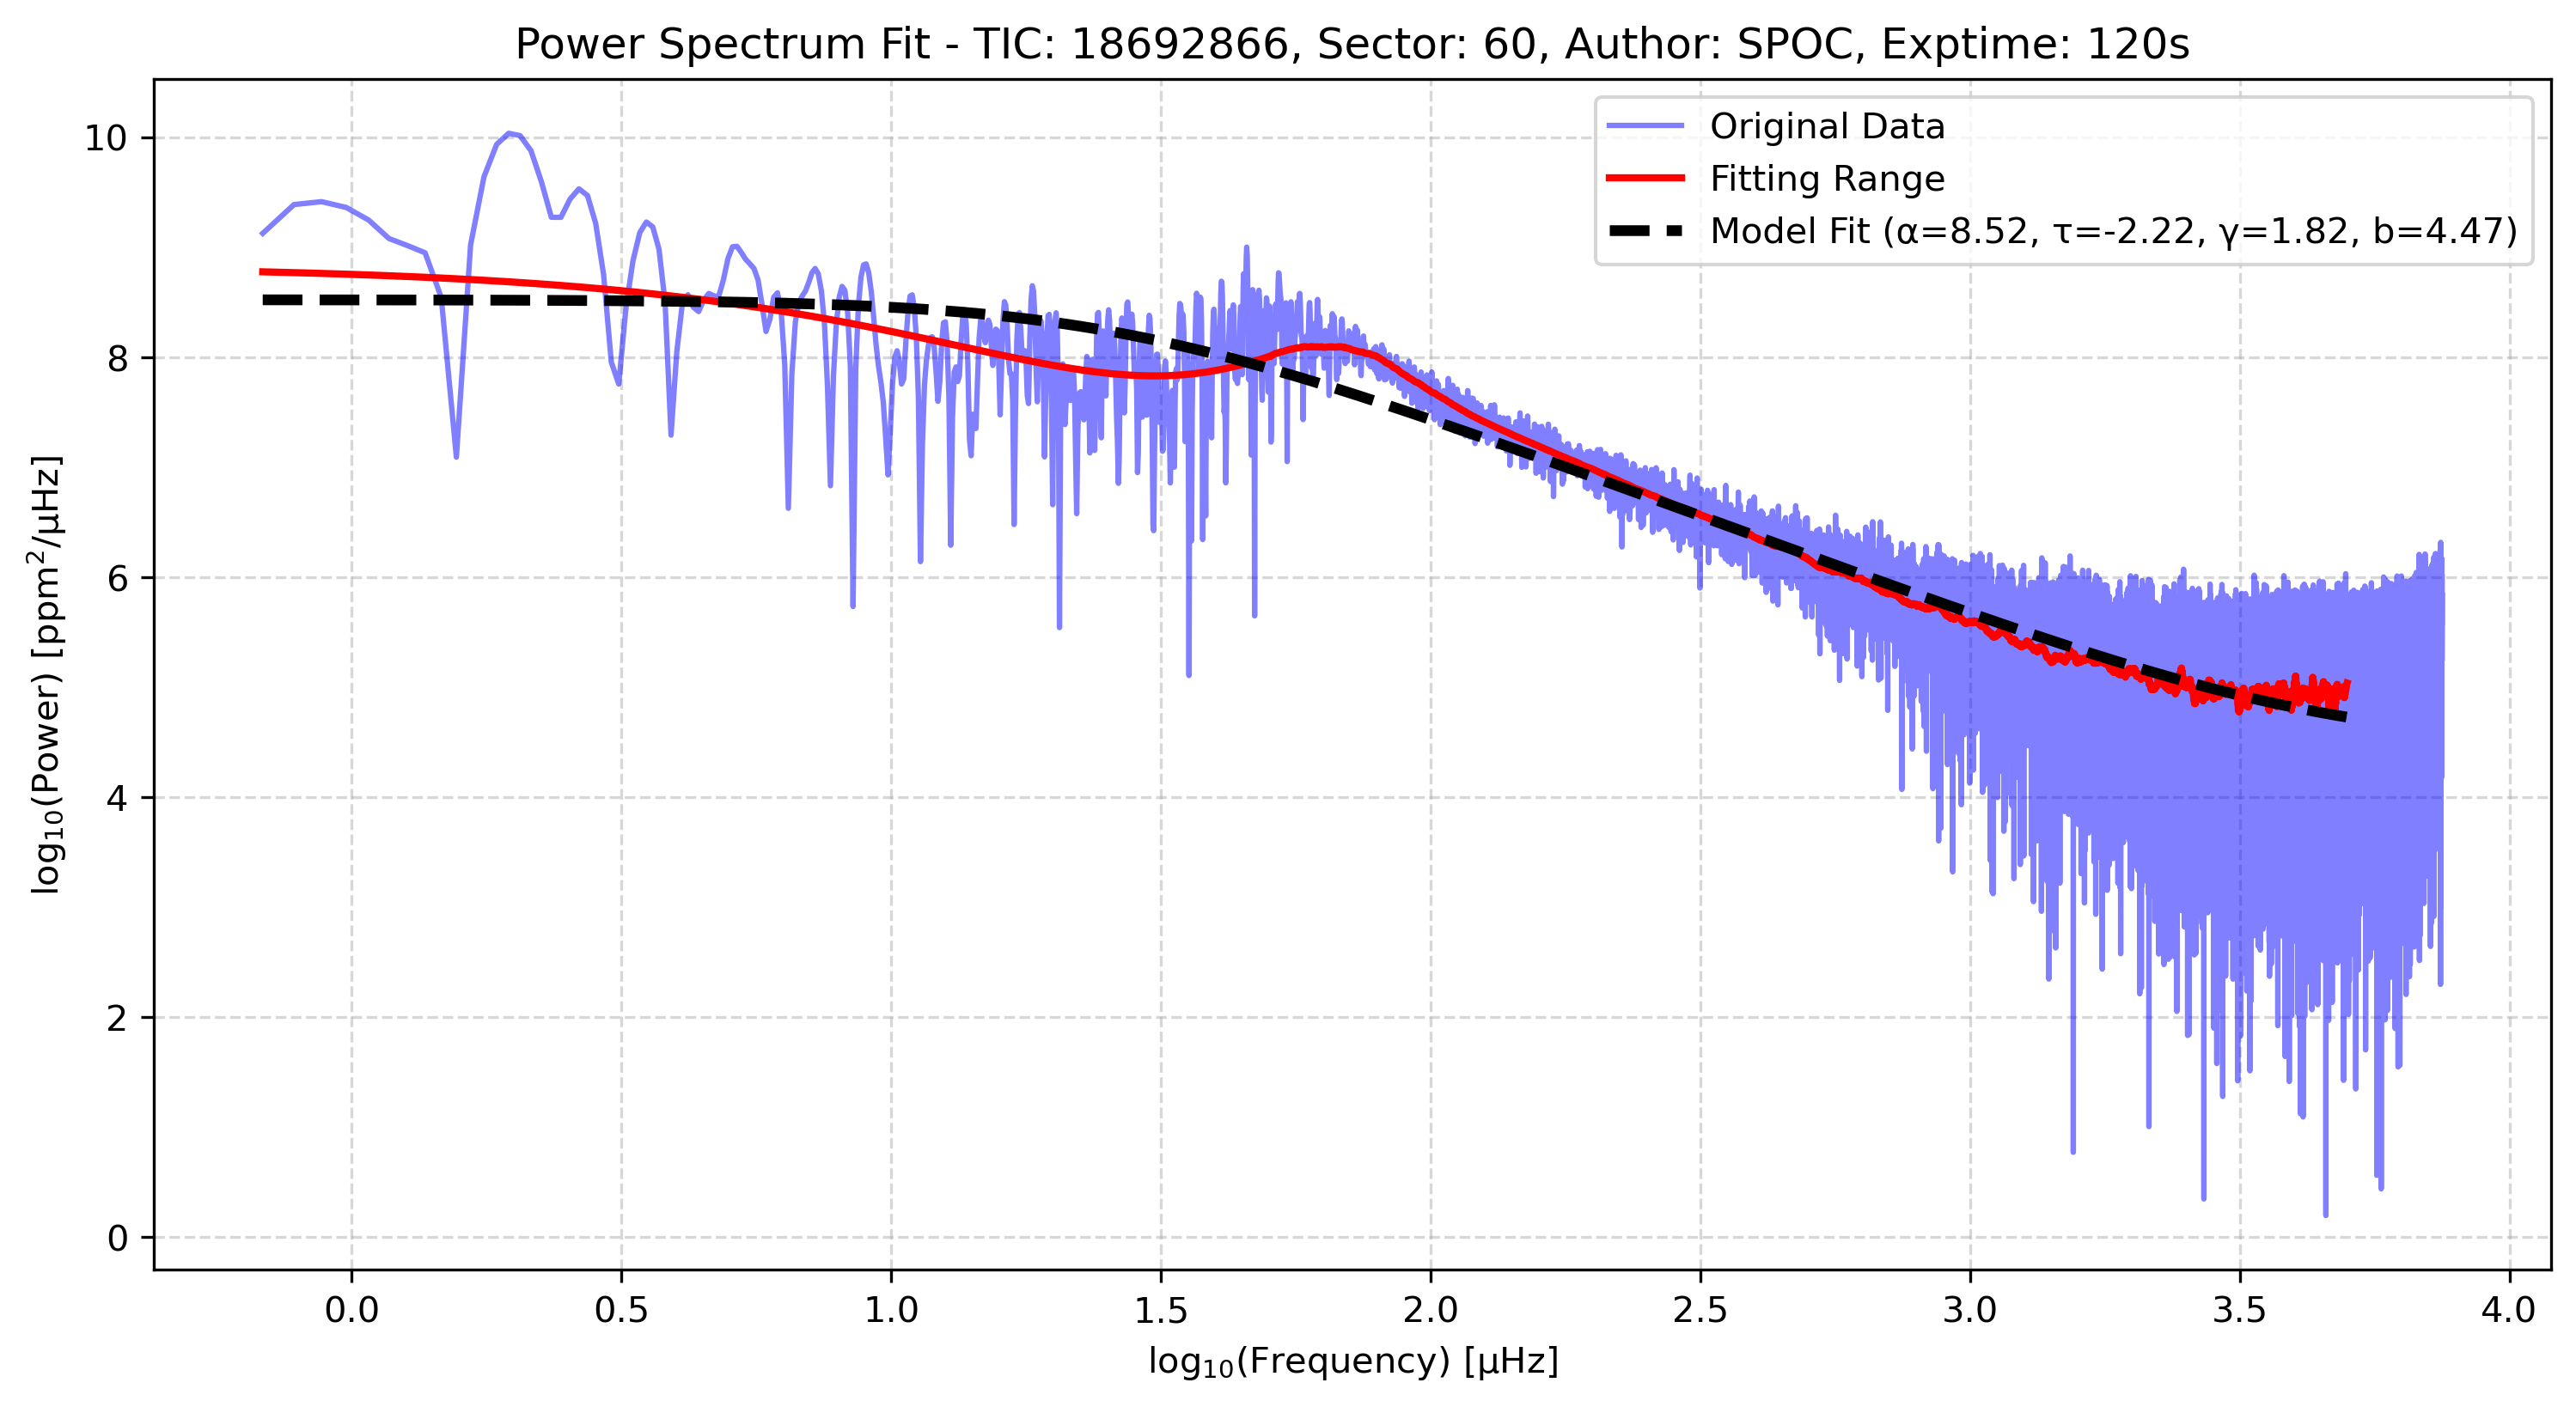 Power Spectrum Fit - TIC: 18692866, Sector: 60, Author: SPOC, Exptime: 120s
Original Data
Fitting Range
Model Fit (α=8.52, τ=-2.22, γ=1.82, b=4.47)
log₁₀(Power) [ppm²/μHz]
10
8
6
4
2
0
0.0 0.5 1.0 1.5 2.0 2.5 3.0 3.5 4.0
log₁₀(Frequency) [μHz]